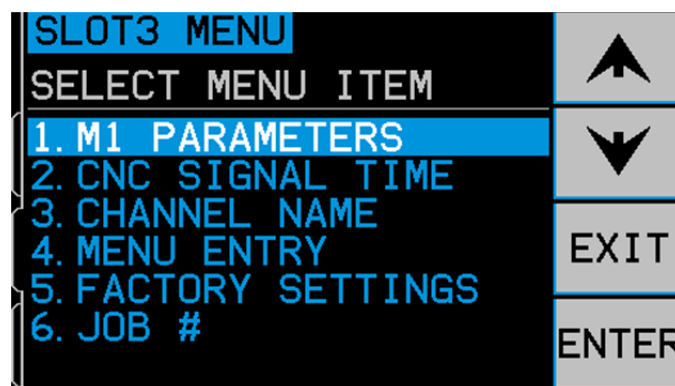 SLOT3 MENU
SELECT MENU ITEM
1. M1 PARAMETERS
2. CNC SIGNAL TIME
3. CHANNEL NAME
4. MENU ENTRY
5. FACTORY SETTINGS
6. JOB #
EXIT
ENTER